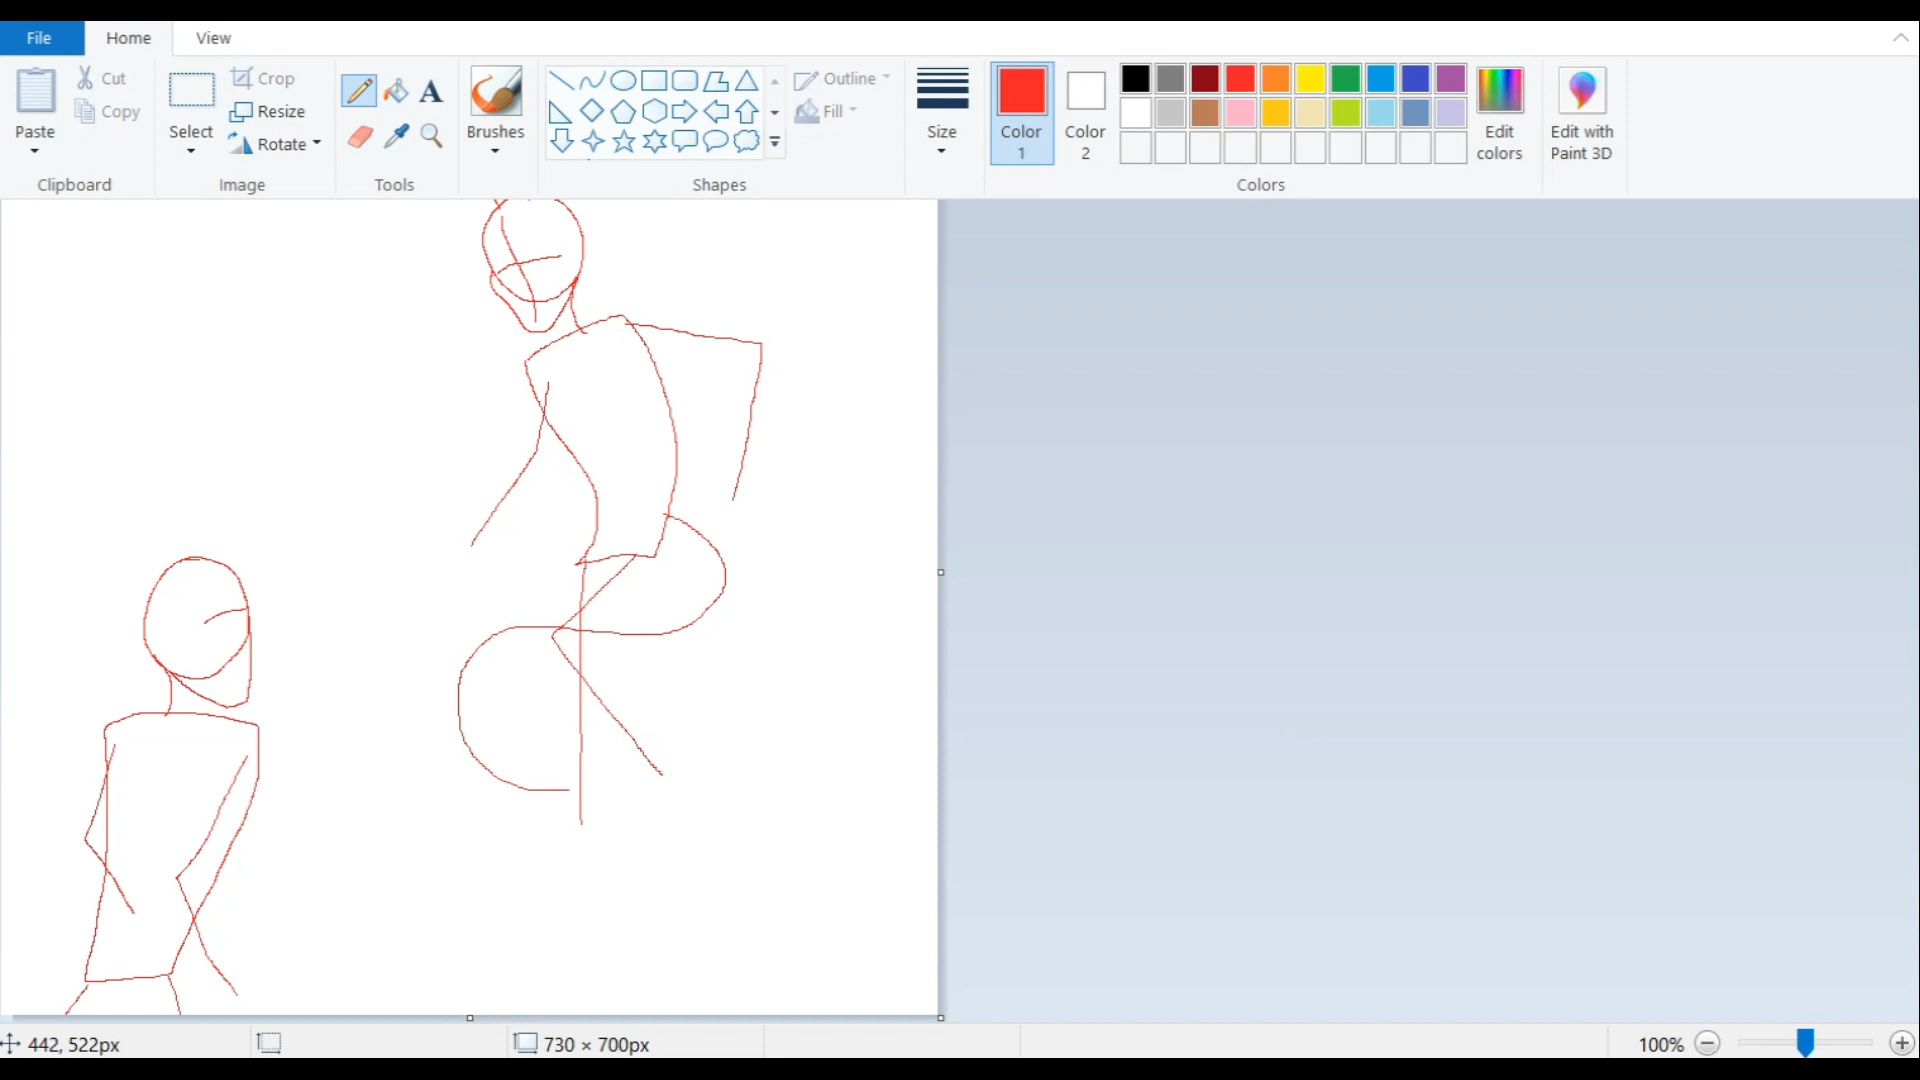 File Home View
Paste
Cut
Copy
Clipboard
Select
Crop
Resize
Rotate
Image
A
Tools
Brushes
Shapes
Outline
Fill
Size
Color
1
Color
2
Colors
Edit
colors
Edit with
Paint 3D
442, 522px
730 × 700px
100%